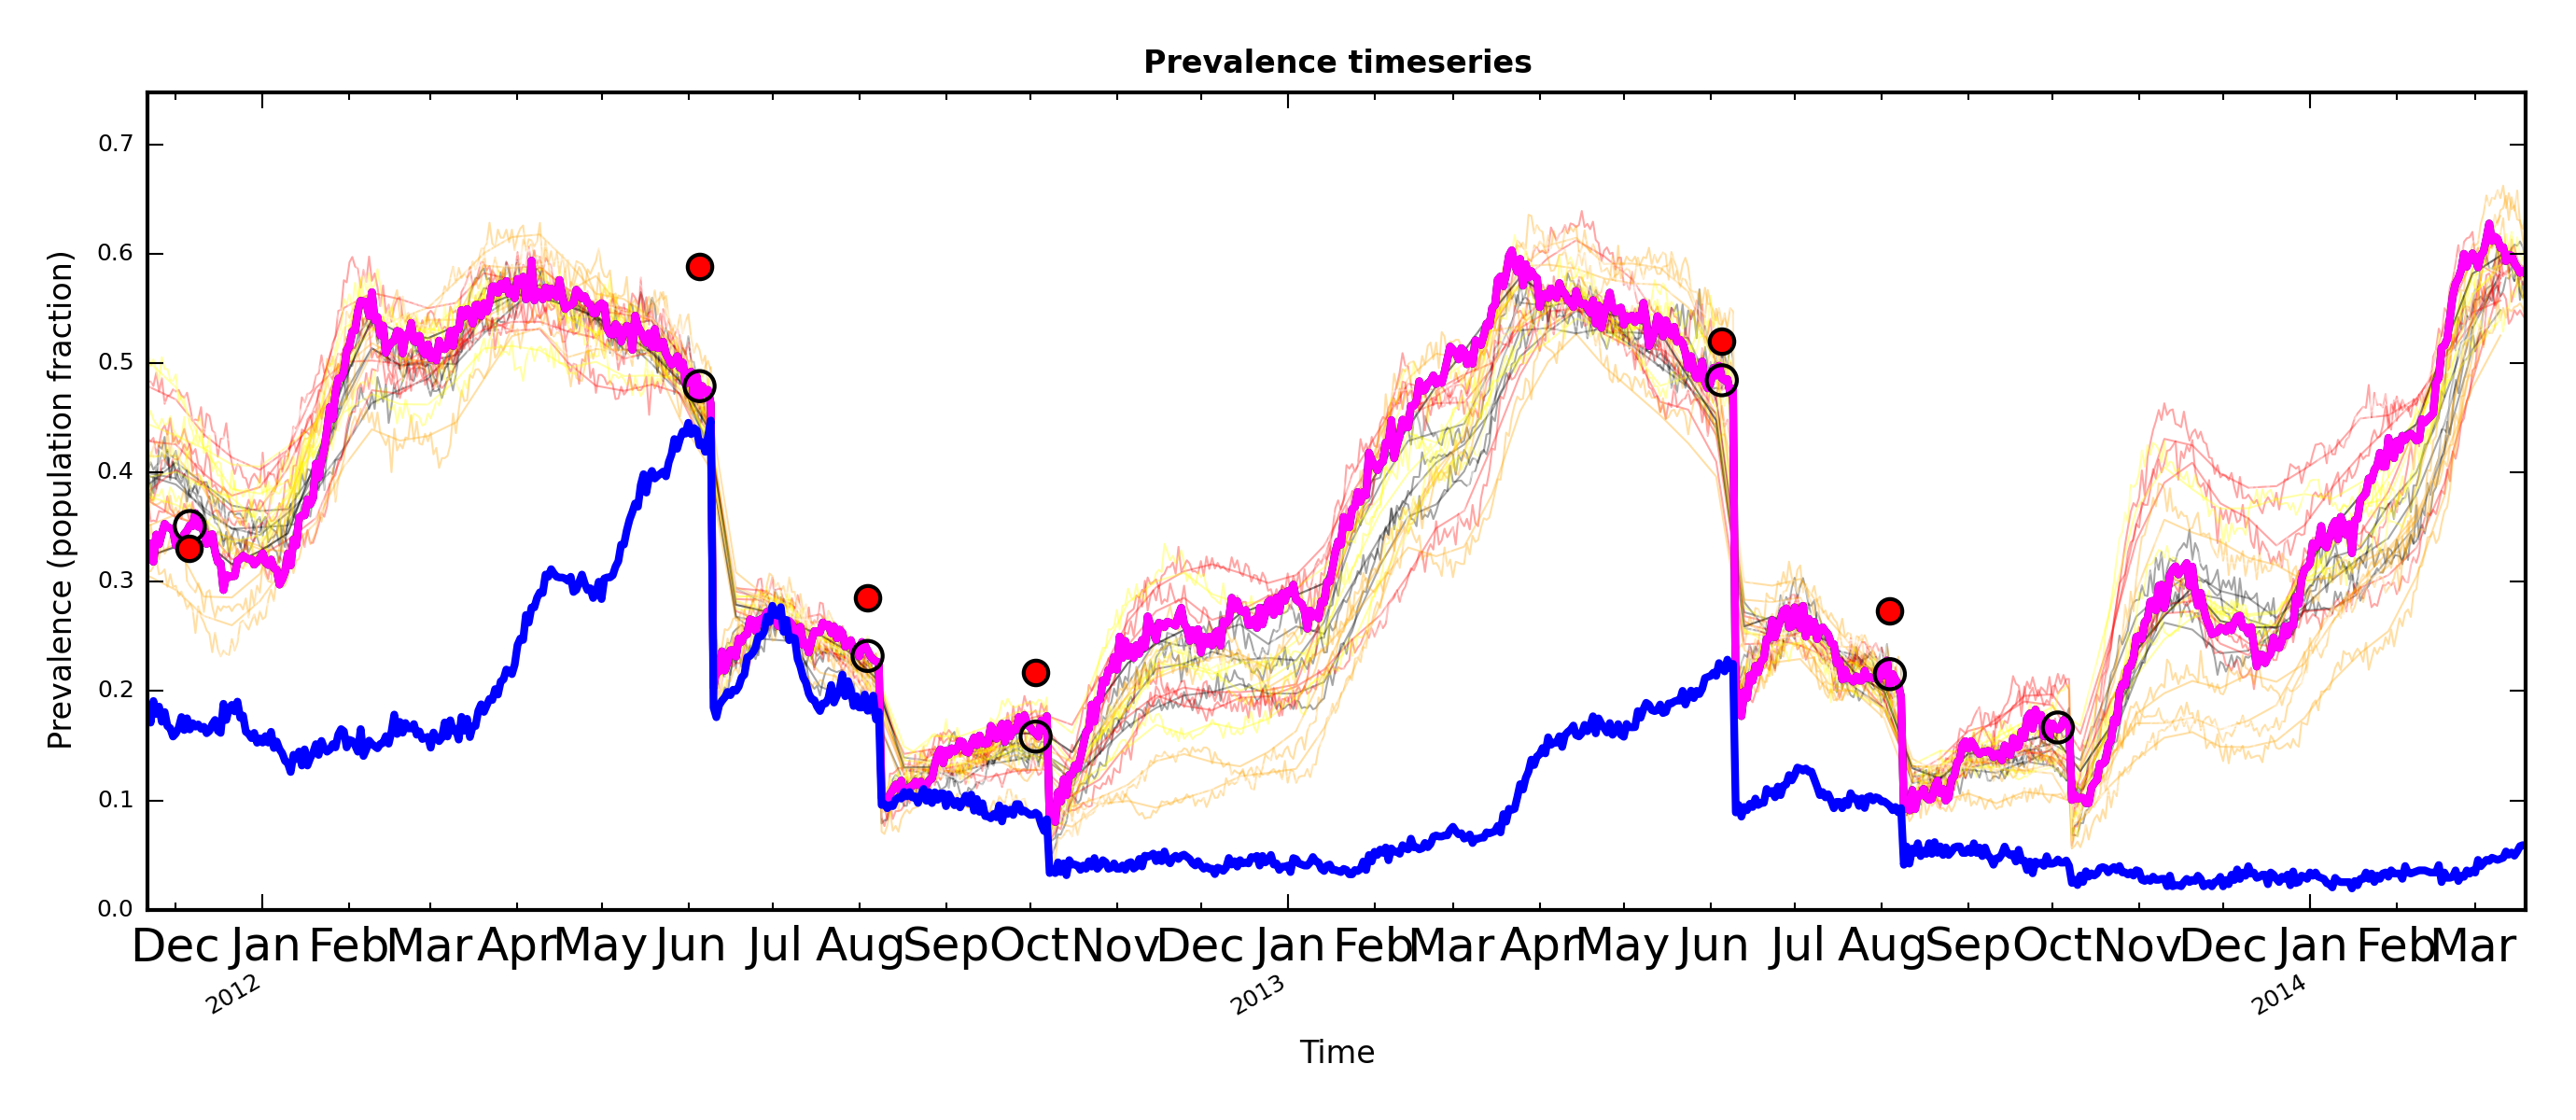 Prevalence timeseries
Prevalence (population fraction)
0.7
0.6
0.5
0.4
0.3
0.2
0.1
0.0
Dec Jan Feb Mar Apr May Jun Jul Aug Sep Oct Nov Dec Jan Feb Mar Apr May Jun Jul Aug Sep Oct Nov Dec Jan Feb Mar
2012 2013 2014
Time